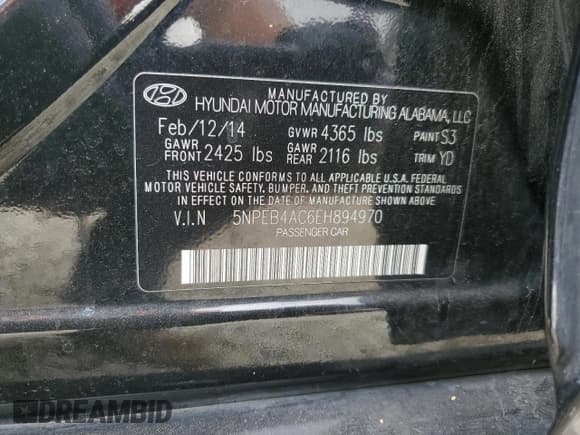 MANUFACTURED BY
HYUNDAI MOTOR MANUFACTURING ALABAMA, LLC
Feb/12/14 GVWR 4365 lbs PAINT S3
GAWR FRONT 2425 lbs GAWR REAR 2116 lbs TRIM YD
THIS VEHICLE CONFORMS TO ALL APPLICABLE U.S.A. FEDERAL
MOTOR VEHICLE SAFETY, BUMPER, AND THEFT PREVENTION STANDARDS
IN EFFECT ON THE DATE OF MANUFACTURE SHOWN ABOVE.
V.I.N 5NPEB4AC6EH894970
PASSENGER CAR
DREAMBID